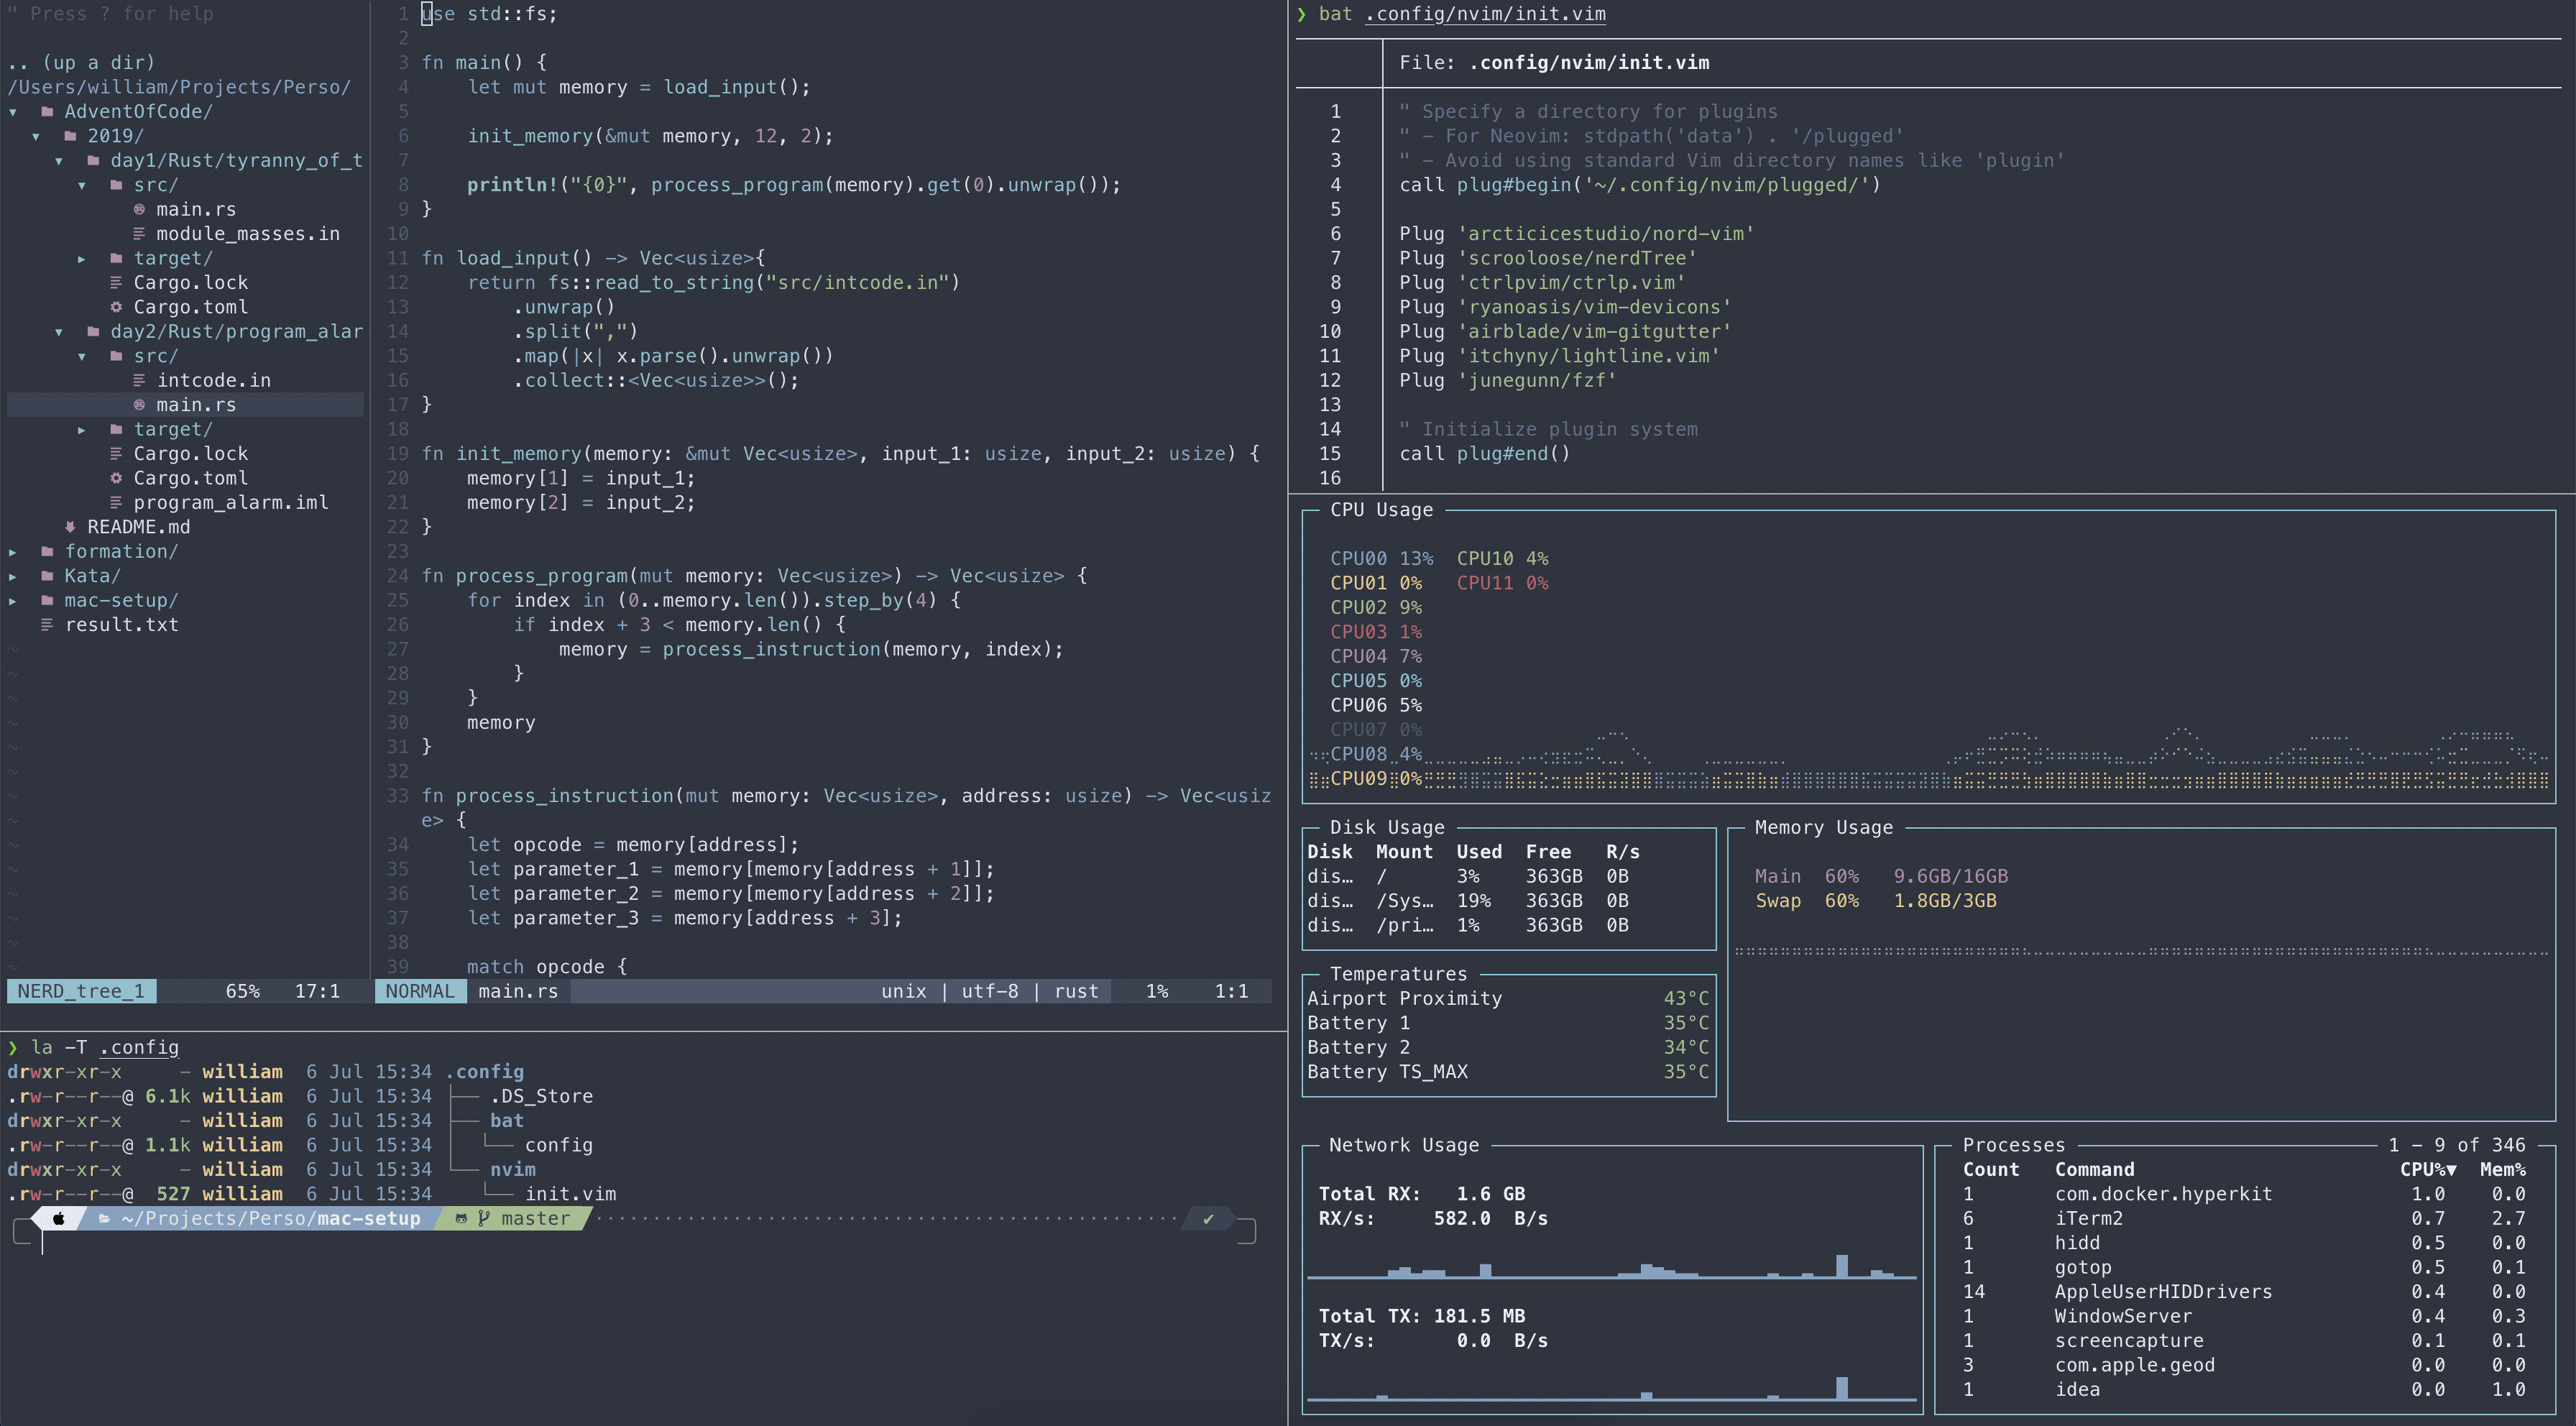 " Press ? for help
.. (up a dir)
/Users/william/Projects/Perso/
▾ AdventOfCode/
▾ 2019/
▾ day1/Rust/tyranny_of_t
▾ src/
main.rs
module_masses.in
▸ target/
Cargo.lock
Cargo.toml
▾ day2/Rust/program_alar
▾ src/
intcode.in
main.rs
▸ target/
Cargo.lock
Cargo.toml
program_alarm.iml
README.md
▸ formation/
▸ Kata/
▸ mac-setup/
result.txt
~
~
~
~
~
~
~
~
~
~
~
~
~
~
NERD_tree_1 65% 17:1
1 use std::fs;
2
3 fn main() {
4     let mut memory = load_input();
5
6     init_memory(&mut memory, 12, 2);
7
8     println!("{0}", process_program(memory).get(0).unwrap());
9 }
10
11 fn load_input() -> Vec<usize>{
12     return fs::read_to_string("src/intcode.in")
13         .unwrap()
14         .split(",")
15         .map(|x| x.parse().unwrap())
16         .collect::<Vec<usize>>();
17 }
18
19 fn init_memory(memory: &mut Vec<usize>, input_1: usize, input_2: usize) {
20     memory[1] = input_1;
21     memory[2] = input_2;
22 }
23
24 fn process_program(mut memory: Vec<usize>) -> Vec<usize> {
25     for index in (0..memory.len()).step_by(4) {
26         if index + 3 < memory.len() {
27             memory = process_instruction(memory, index);
28         }
29     }
30     memory
31 }
32
33 fn process_instruction(mut memory: Vec<usize>, address: usize) -> Vec<usiz
e> {
34     let opcode = memory[address];
35     let parameter_1 = memory[memory[address + 1]];
36     let parameter_2 = memory[memory[address + 2]];
37     let parameter_3 = memory[address + 3];
38
39     match opcode {
NORMAL main.rs unix | utf-8 | rust 1% 1:1
❯ la -T .config
drwxr-xr-x     - william  6 Jul 15:34 .config
.rw-r--r--@ 6.1k william  6 Jul 15:34 ├── .DS_Store
drwxr-xr-x     - william  6 Jul 15:34 ├── bat
.rw-r--r--@ 1.1k william  6 Jul 15:34 │  └── config
drwxr-xr-x     - william  6 Jul 15:34 └── nvim
.rw-r--r--@  527 william  6 Jul 15:34    └── init.vim
~/Projects/Perso/mac-setup master ✔
❯ bat .config/nvim/init.vim
File: .config/nvim/init.vim
1 " Specify a directory for plugins
2 " - For Neovim: stdpath('data') . '/plugged'
3 " - Avoid using standard Vim directory names like 'plugin'
4 call plug#begin('~/.config/nvim/plugged/')
5
6 Plug 'arcticicestudio/nord-vim'
7 Plug 'scrooloose/nerdTree'
8 Plug 'ctrlpvim/ctrlp.vim'
9 Plug 'ryanoasis/vim-devicons'
10 Plug 'airblade/vim-gitgutter'
11 Plug 'itchyny/lightline.vim'
12 Plug 'junegunn/fzf'
13
14 " Initialize plugin system
15 call plug#end()
16
CPU Usage
CPU00 13% CPU10 4%
CPU01 0% CPU11 0%
CPU02 9%
CPU03 1%
CPU04 7%
CPU05 0%
CPU06 5%
CPU07 0%
CPU08 4%
CPU09 0%
Disk Usage
Disk Mount Used Free R/s
dis… / 3% 363GB 0B
dis… /Sys… 19% 363GB 0B
dis… /pri… 1% 363GB 0B
Memory Usage
Main 60% 9.6GB/16GB
Swap 60% 1.8GB/3GB
Temperatures
Airport Proximity 43°C
Battery 1 35°C
Battery 2 34°C
Battery TS_MAX 35°C
Network Usage
Total RX: 1.6 GB
RX/s: 582.0 B/s
Total TX: 181.5 MB
TX/s: 0.0 B/s
Processes 1 - 9 of 346
Count Command CPU%▼ Mem%
1 com.docker.hyperkit 1.0 0.0
6 iTerm2 0.7 2.7
1 hidd 0.5 0.0
1 gotop 0.5 0.1
14 AppleUserHIDDrivers 0.4 0.0
1 WindowServer 0.4 0.3
1 screencapture 0.1 0.1
3 com.apple.geod 0.0 0.0
1 idea 0.0 1.0